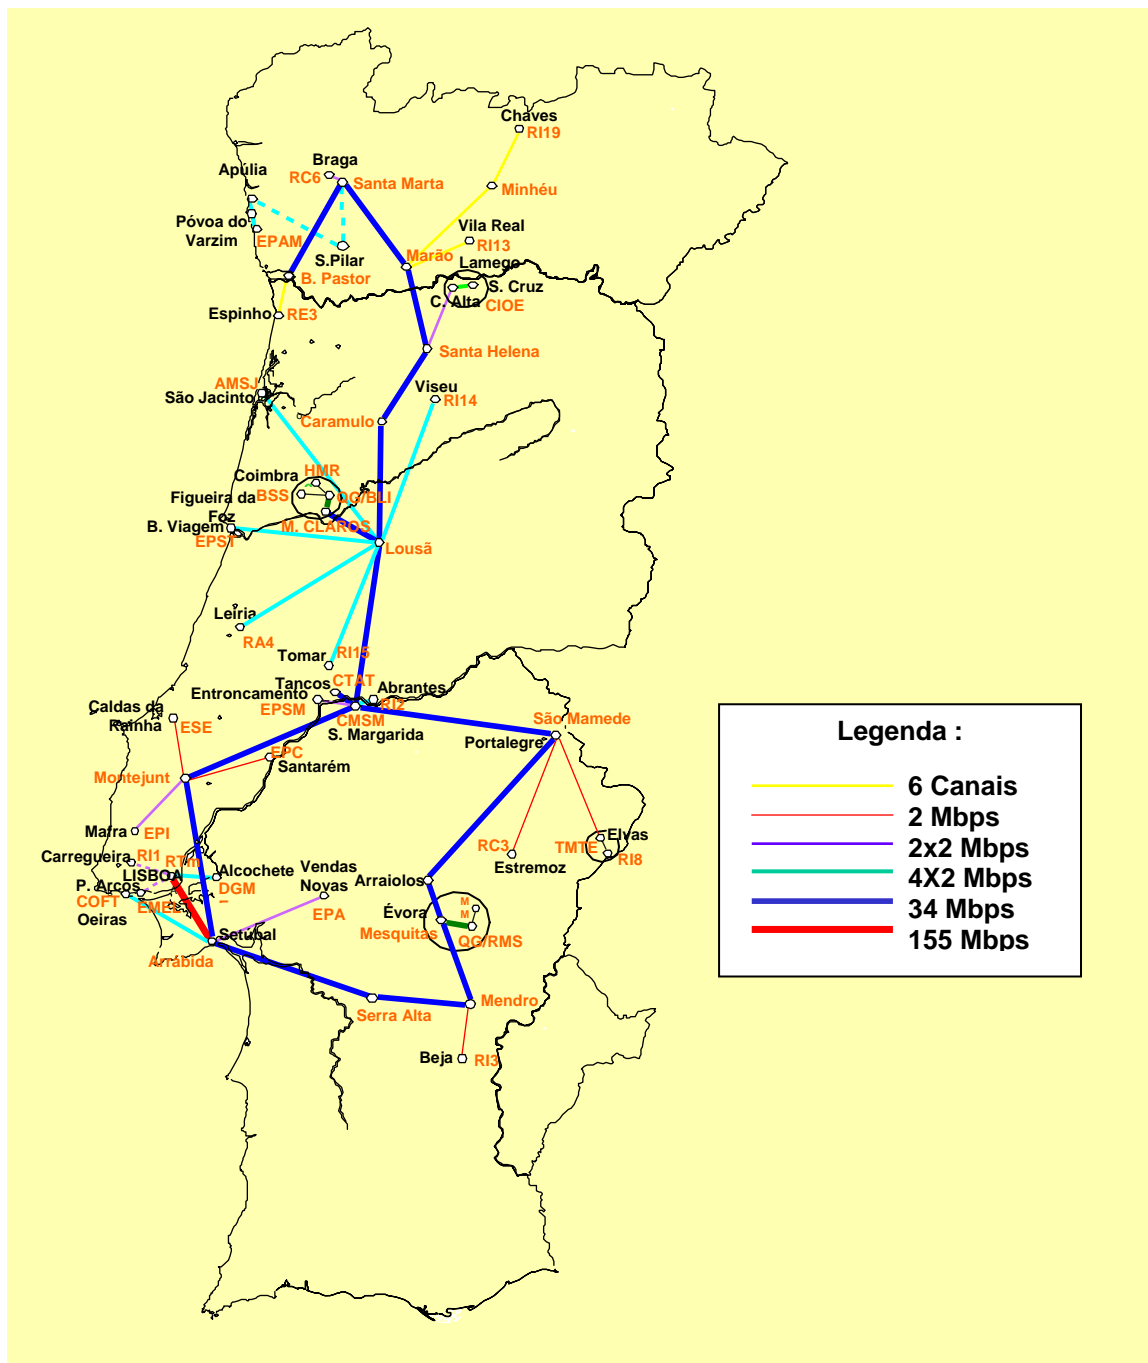 Chaves
RI19
Braga
RC6
Santa Marta
Apúlia
Minhéu
Póvoa do
Varzim
EPAM
Vila Real
RI13
S.Pilar
Marão
Lamego
B. Pastor
S. Cruz
C. Alta
CIOE
Espinho
RE3
Santa Helena
AMSJ
São Jacinto
Viseu
RI14
Caramulo
HMR
Coimbra
Figueira da
BSS
QG/BLI
Foz
B. Viagem
M. CLAROS
EPST
Lousã
Leiria
RA4
Tomar
RI15
Tancos
CTAT
Entroncamento
Abrantes
EPSM
RI2
Caldas da
Rainha
ESE
CMSM
S. Margarida
São Mamede
Portalegre
EPC
Santarém
Montejunt
Mafra
EPI
Elvas
TMTE
RI8
RC3
Estremoz
Carregueira
RI1
RTm
LISBOA
Alcochete
DGM
Vendas
Novas
EPA
P. Arcos
COFT
EMEL
Oeiras
Arraiolos
Évora
M
M
Mesquitas
QG/RMS
Setúbal
Arrábida
Serra Alta
Mendro
Beja
RI3
Legenda :
6 Canais
2 Mbps
2x2 Mbps
4X2 Mbps
34 Mbps
155 Mbps